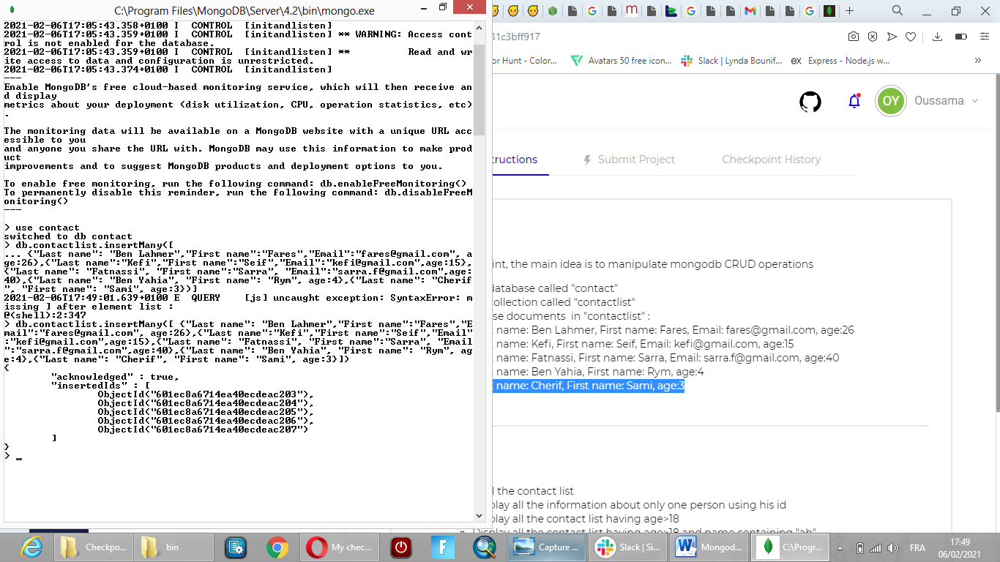 C:\Program Files\MongoDB\Server\4.2\bin\mongo.exe
2021-02-06T17:05:43.358+0100 I  CONTROL  [initandlisten]
2021-02-06T17:05:43.359+0100 I  CONTROL  [initandlisten] ** WARNING: Access cont
rol is not enabled for the database.
2021-02-06T17:05:43.359+0100 I  CONTROL  [initandlisten] **          Read and wr
ite access to data and configuration is unrestricted.
2021-02-06T17:05:43.374+0100 I  CONTROL  [initandlisten]
---
Enable MongoDB's free cloud-based monitoring service, which will then receive an
d display
metrics about your deployment (disk utilization, CPU, operation statistics, etc)
.
The monitoring data will be available on a MongoDB website with a unique URL acc
essible to you
and anyone you share the URL with. MongoDB may use this information to make prod
uct
improvements and to suggest MongoDB products and deployment options to you.
To enable free monitoring, run the following command: db.enableFreeMonitoring()
To permanently disable this reminder, run the following command: db.disableFreeM
onitoring()
---
> use contact
switched to db contact
> db.contactlist.insertMany([
... {"Last name": "Ben Lahmer","First name":"Fares","Email":"fares@gmail.com", a
ge:26},{"Last name":"Kefi","First name":"Seif","Email":"kefi@gmail.com",age:15},
{"Last name": "Fatnassi", "First name":"Sarra", "Email":"sarra.f@gmail.com",age:
40},{"Last name": "Ben Yahia", "First name": "Rym", age:4},{"Last name": "Cherif
", "First name": "Sami", age:3})]
2021-02-06T17:49:01.639+0100 E  QUERY    [js] uncaught exception: SyntaxError: m
issing ] after element list :
@(shell):2:347
> db.contactlist.insertMany([ {"Last name": "Ben Lahmer","First name":"Fares","E
mail":"fares@gmail.com", age:26},{"Last name":"Kefi","First name":"Seif","Email"
:"kefi@gmail.com",age:15},{"Last name": "Fatnassi", "First name":"Sarra", "Email
":"sarra.f@gmail.com",age:40},{"Last name": "Ben Yahia", "First name": "Rym", ag
e:4},{"Last name": "Cherif", "First name": "Sami", age:3}])
{
"acknowledged" : true,
"insertedIds" : [
ObjectId("601ec8a6714ea40ecdeac203"),
ObjectId("601ec8a6714ea40ecdeac204"),
ObjectId("601ec8a6714ea40ecdeac205"),
ObjectId("601ec8a6714ea40ecdeac206"),
ObjectId("601ec8a6714ea40ecdeac207")
]
}
> _
31c3bff917
or Hunt - Color... Avatars 50 free icon... Slack | Lynda Bounif... ex Express - Node.js w... »
OY Oussama
tructions Submit Project Checkpoint History
int, the main idea is to manipulate mongodb CRUD operations
database called "contact"
collection called "contactlist"
se documents in "contactlist" :
t name: Ben Lahmer, First name: Fares, Email: fares@gmail.com, age:26
t name: Kefi, First name: Seif, Email: kefi@gmail.com, age:15
t name: Fatnassi, First name: Sarra, Email: sarra.f@gmail.com, age:40
t name: Ben Yahia, First name: Rym, age:4
t name: Cherif, First name: Sami, age:3
l the contact list
play all the information about only one person using his id
play all the contact list having age>18
Display all the contact list having age>18 and name containing "ah"
Checkpo... bin My chec... F Capture ... Slack | Si... Mongod... C:\Progr... FRA 17:49
06/02/2021